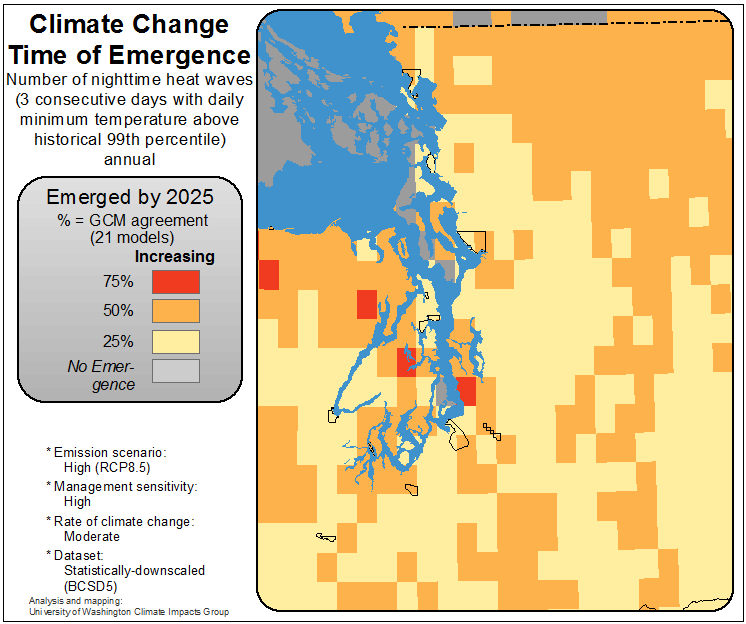 Climate Change
Time of Emergence
Number of nighttime heat waves
(3 consecutive days with daily
minimum temperature above
historical 99th percentile)
annual
Emerged by 2025
% = GCM agreement
(21 models)
Increasing
75%
50%
25%
No Emer-
gence
* Emission scenario:
High (RCP8.5)
* Management sensitivity:
High
* Rate of climate change:
Moderate
* Dataset:
Statistically-downscaled
(BCSD5)
Analysis and mapping:
University of Washington Climate Impacts Group